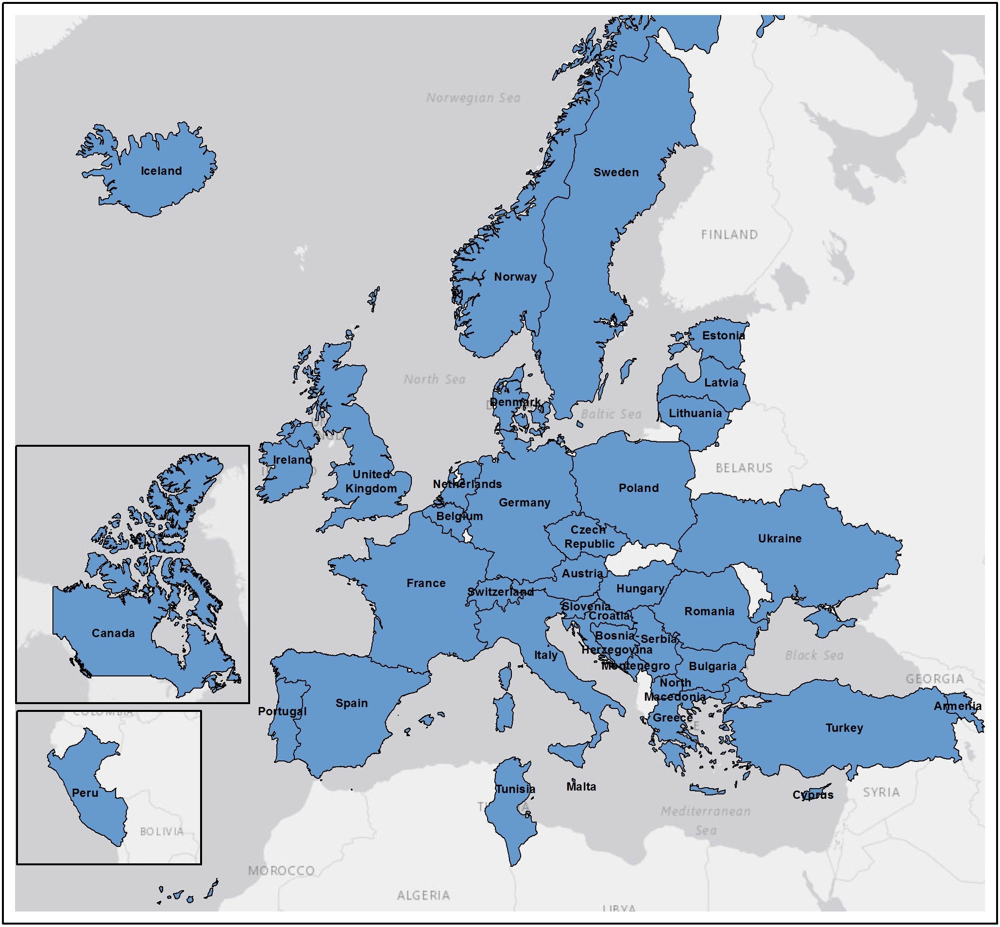 Norwegian Sea
Iceland
Sweden
FINLAND
Norway
Estonia
North Sea
Latvia
Denmark
Baltic Sea
Lithuania
Ireland
BELARUS
United
Kingdom
Netherlands
Poland
Germany
Belgium
Czech
Republic
Ukraine
Austria
France
Switzerland
Hungary
Slovenia
Croatia
Romania
Canada
Bosnia-
Herzegovina
Serbia
Italy
Black Sea
Montenegro
Bulgaria
GEORGIA
North
Macedonia
Spain
Armenia
Portugal
COLOMBIA
Greece
Turkey
Malta
Tunisia
Peru
Cyprus
SYRIA
Mediterranean
Sea
BOLIVIA
MOROCCO
ALGERIA
LIBYA